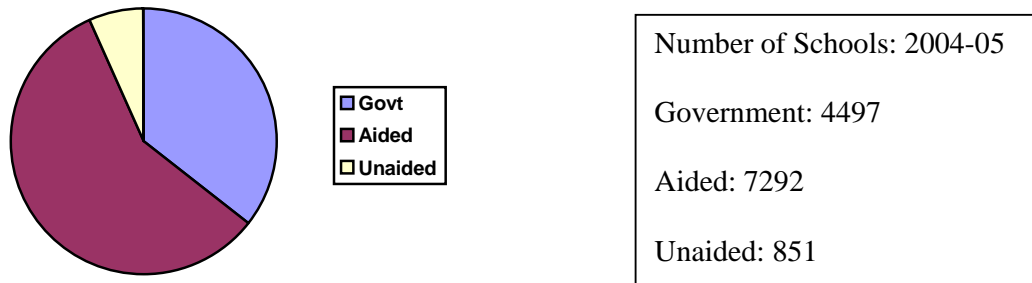 Govt
Aided
Unaided
Number of Schools: 2004-05
Government: 4497
Aided: 7292
Unaided: 851